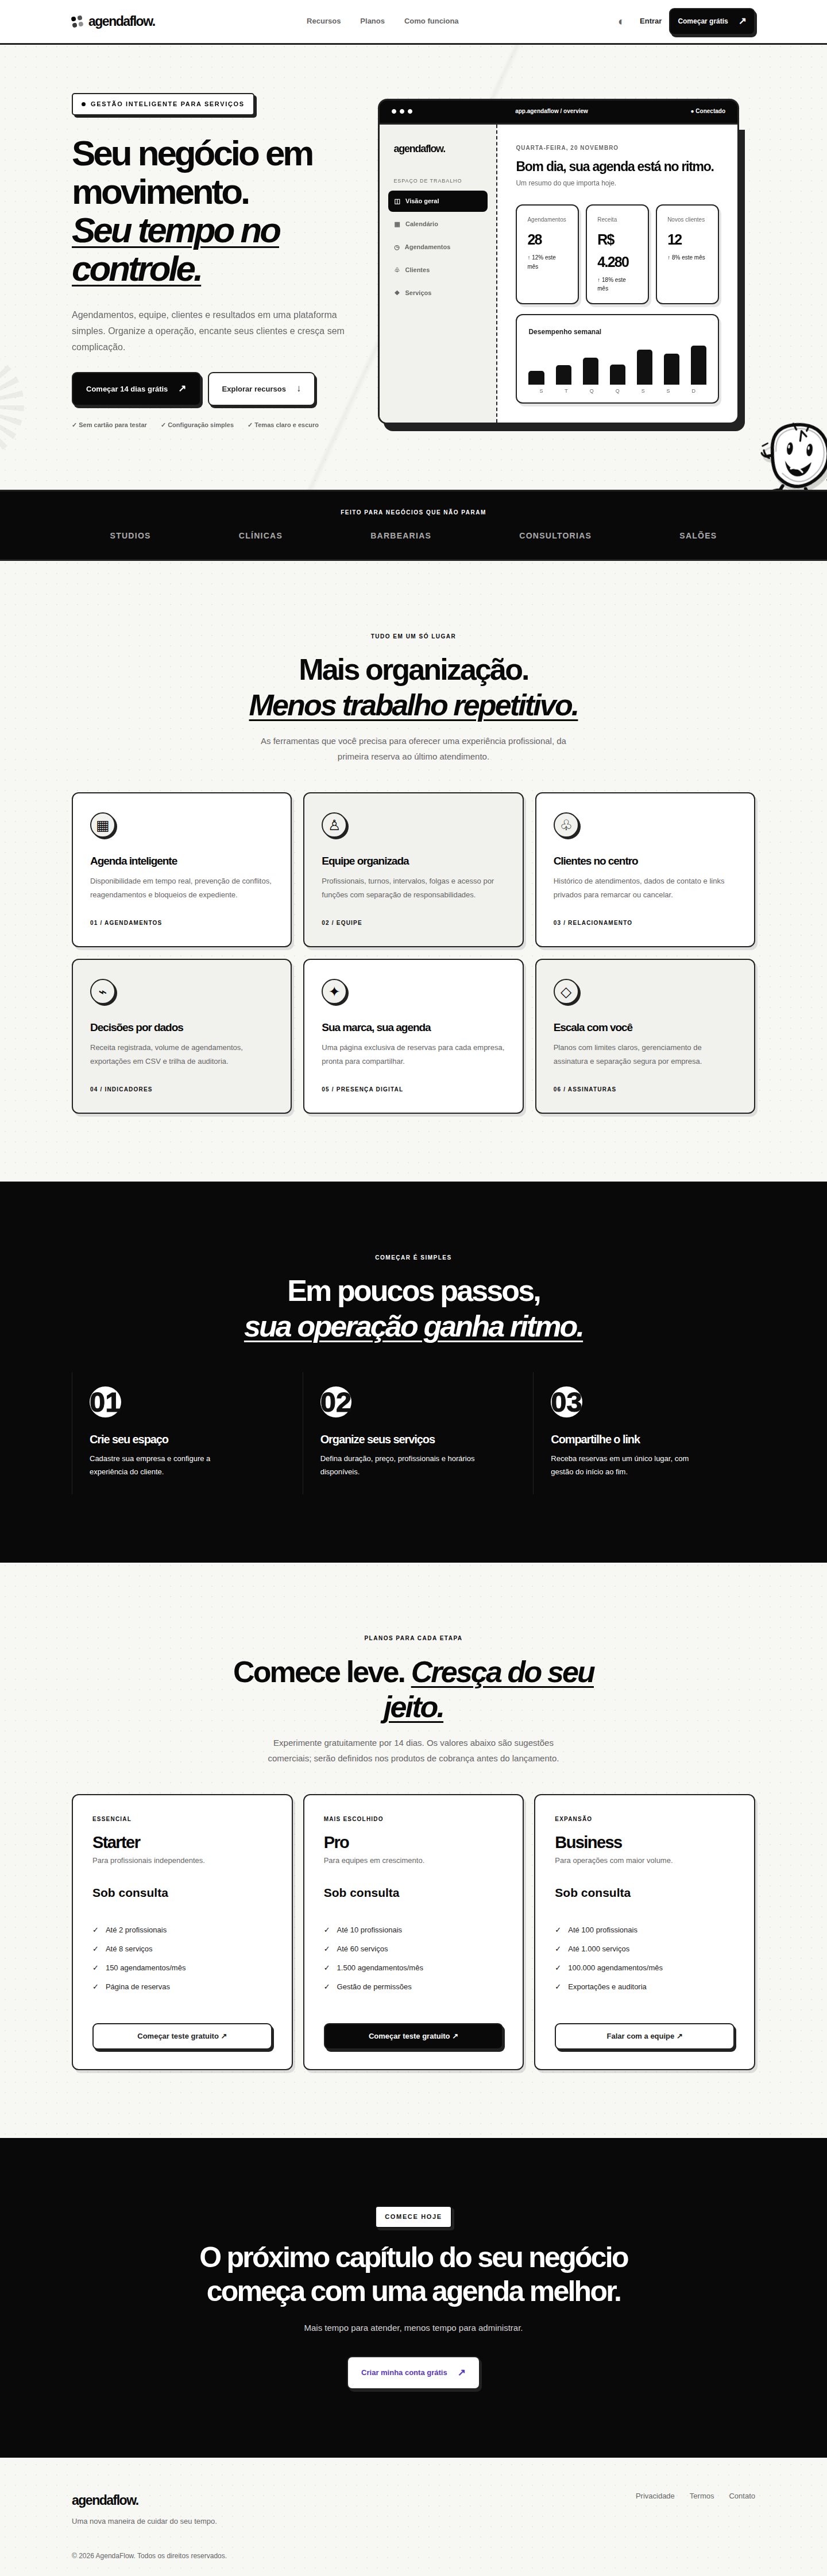 agendaflow.
Recursos Planos Como funciona
Entrar
Começar grátis ↗
GESTÃO INTELIGENTE PARA SERVIÇOS
Seu negócio em
movimento.
Seu tempo no
controle.
Agendamentos, equipe, clientes e resultados em uma plataforma
simples. Organize a operação, encante seus clientes e cresça sem
complicação.
Começar 14 dias grátis ↗
Explorar recursos ↓
✓ Sem cartão para testar ✓ Configuração simples ✓ Temas claro e escuro
app.agendaflow / overview
● Conectado
agendaflow.
ESPAÇO DE TRABALHO
Visão geral
Calendário
Agendamentos
Clientes
Serviços
QUARTA-FEIRA, 20 NOVEMBRO
Bom dia, sua agenda está no ritmo.
Um resumo do que importa hoje.
Agendamentos
28
↑ 12% este
mês
Receita
R$
4.280
↑ 18% este
mês
Novos clientes
12
↑ 8% este mês
Desempenho semanal
S T Q Q S S D
FEITO PARA NEGÓCIOS QUE NÃO PARAM
STUDIOS CLÍNICAS BARBEARIAS CONSULTORIAS SALÕES
TUDO EM UM SÓ LUGAR
Mais organização.
Menos trabalho repetitivo.
As ferramentas que você precisa para oferecer uma experiência profissional, da
primeira reserva ao último atendimento.
Agenda inteligente
Disponibilidade em tempo real, prevenção de conflitos,
reagendamentos e bloqueios de expediente.
01 / AGENDAMENTOS
Equipe organizada
Profissionais, turnos, intervalos, folgas e acesso por
funções com separação de responsabilidades.
02 / EQUIPE
Clientes no centro
Histórico de atendimentos, dados de contato e links
privados para remarcar ou cancelar.
03 / RELACIONAMENTO
Decisões por dados
Receita registrada, volume de agendamentos,
exportações em CSV e trilha de auditoria.
04 / INDICADORES
Sua marca, sua agenda
Uma página exclusiva de reservas para cada empresa,
pronta para compartilhar.
05 / PRESENÇA DIGITAL
Escala com você
Planos com limites claros, gerenciamento de
assinatura e separação segura por empresa.
06 / ASSINATURAS
COMEÇAR É SIMPLES
Em poucos passos,
sua operação ganha ritmo.
01
Crie seu espaço
Cadastre sua empresa e configure a
experiência do cliente.
02
Organize seus serviços
Defina duração, preço, profissionais e horários
disponíveis.
03
Compartilhe o link
Receba reservas em um único lugar, com
gestão do início ao fim.
PLANOS PARA CADA ETAPA
Comece leve. Cresça do seu
jeito.
Experimente gratuitamente por 14 dias. Os valores abaixo são sugestões
comerciais; serão definidos nos produtos de cobrança antes do lançamento.
ESSENCIAL
Starter
Para profissionais independentes.
Sob consulta
✓ Até 2 profissionais
✓ Até 8 serviços
✓ 150 agendamentos/mês
✓ Página de reservas
Começar teste gratuito ↗
MAIS ESCOLHIDO
Pro
Para equipes em crescimento.
Sob consulta
✓ Até 10 profissionais
✓ Até 60 serviços
✓ 1.500 agendamentos/mês
✓ Gestão de permissões
Começar teste gratuito ↗
EXPANSÃO
Business
Para operações com maior volume.
Sob consulta
✓ Até 100 profissionais
✓ Até 1.000 serviços
✓ 100.000 agendamentos/mês
✓ Exportações e auditoria
Falar com a equipe ↗
COMECE HOJE
O próximo capítulo do seu negócio
começa com uma agenda melhor.
Mais tempo para atender, menos tempo para administrar.
Criar minha conta grátis ↗
agendaflow.
Uma nova maneira de cuidar do seu tempo.
Privacidade Termos Contato
© 2026 AgendaFlow. Todos os direitos reservados.